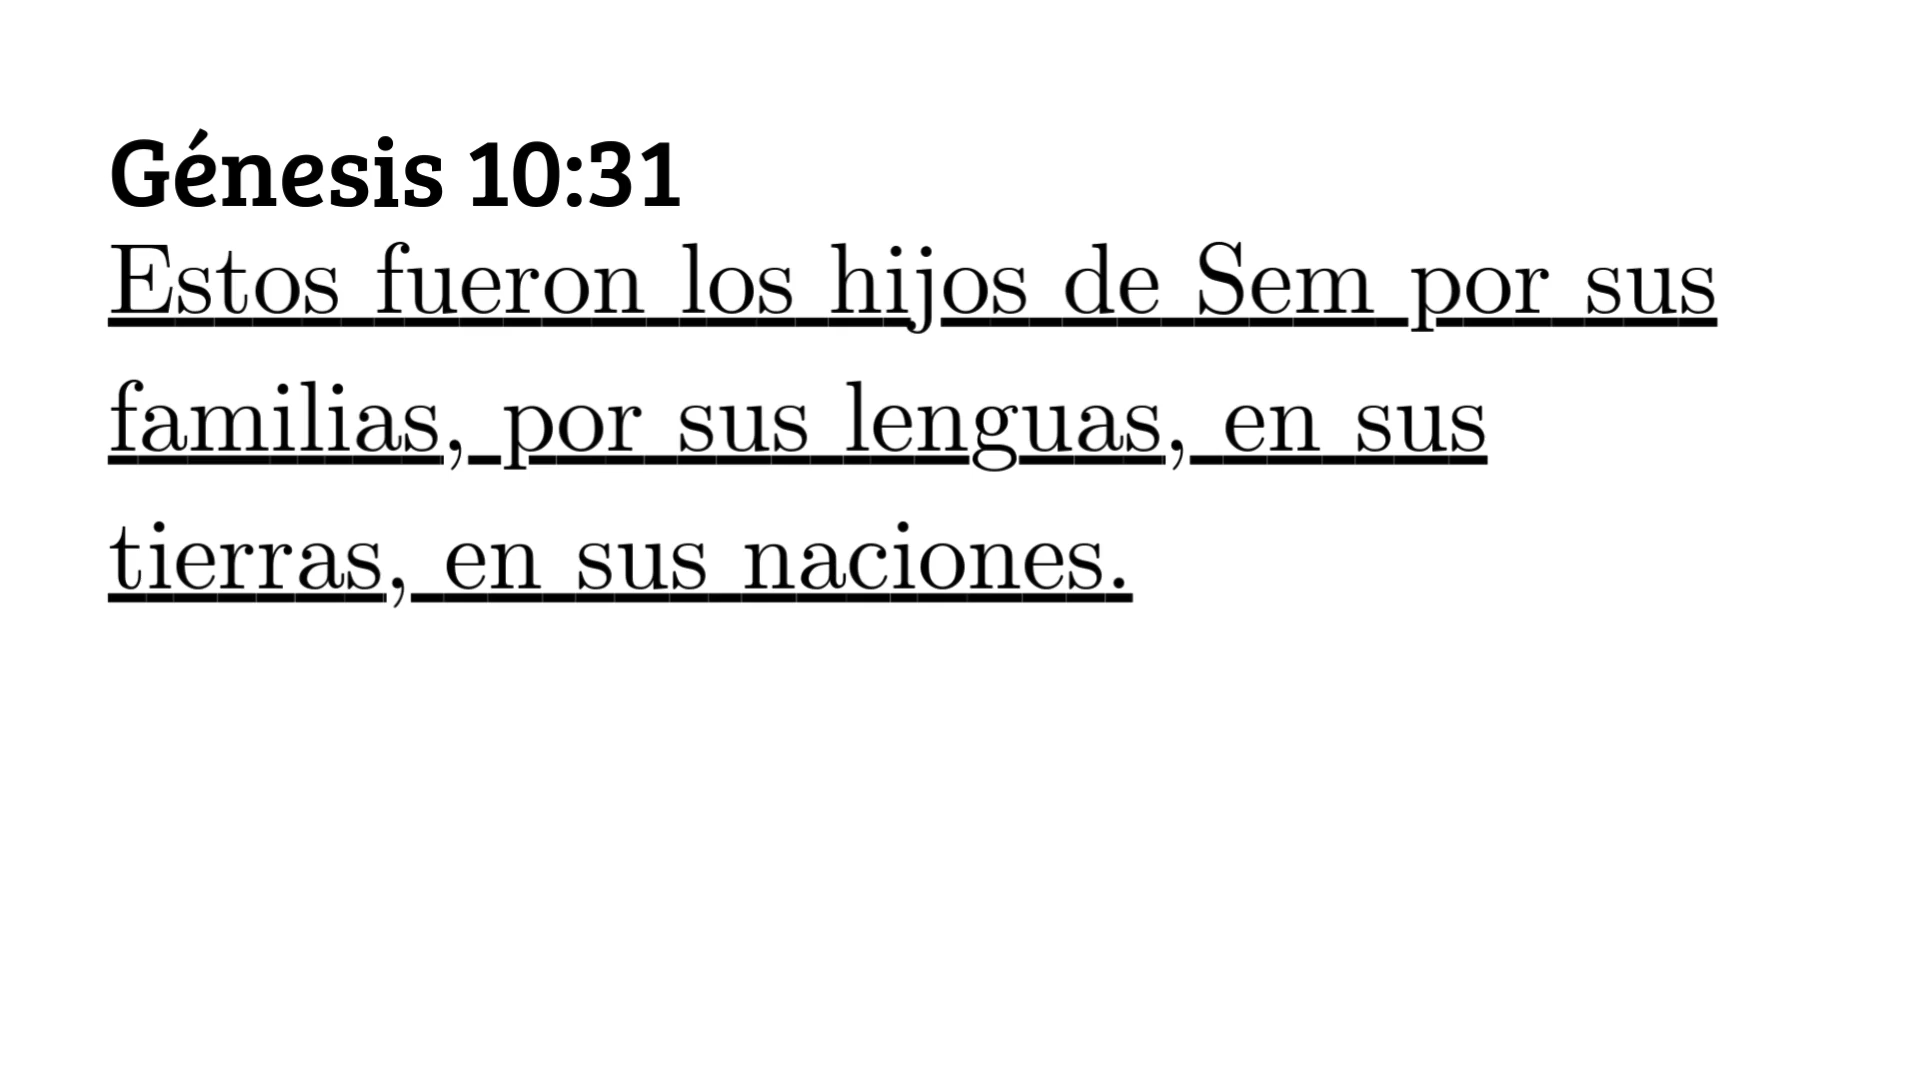 Génesis 10:31
Estos fueron los hijos de Sem por sus
familias, por sus lenguas, en sus
tierras, en sus naciones.